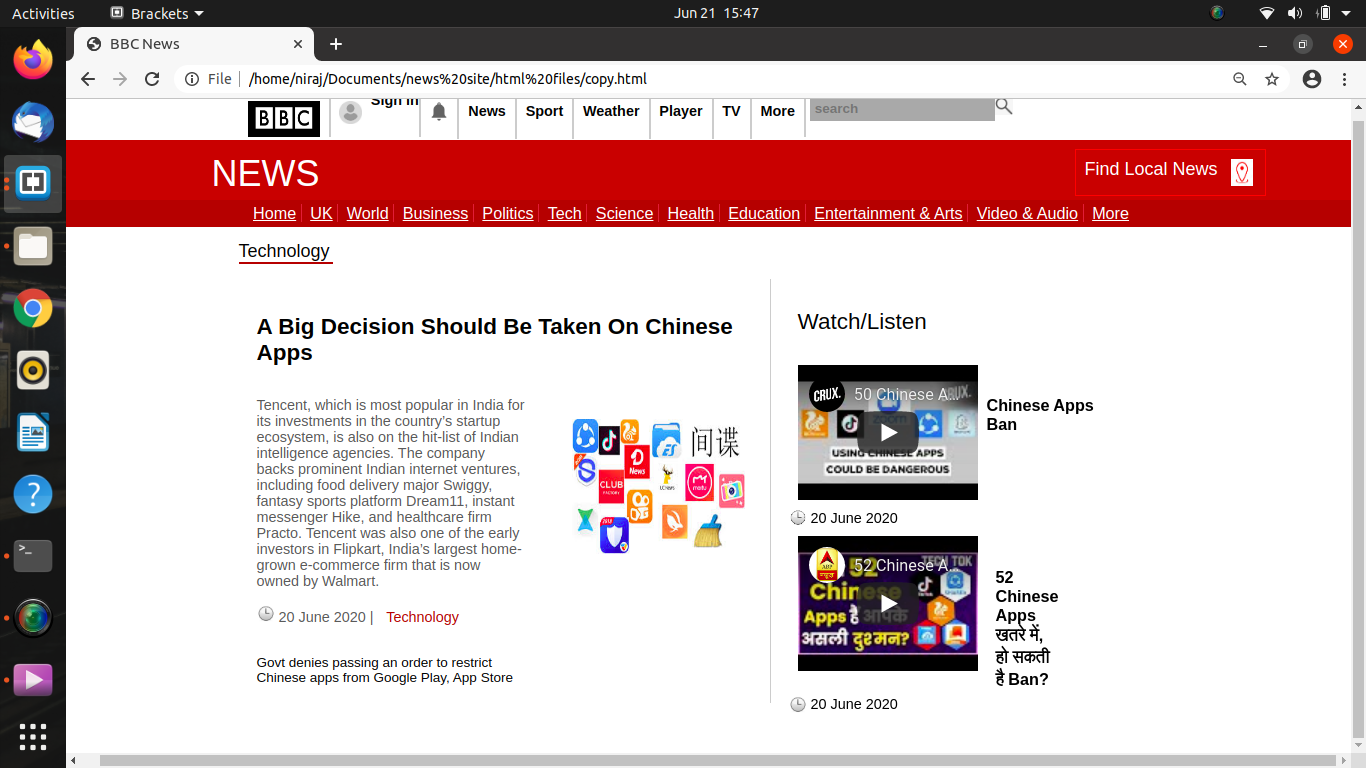 Activities
Brackets
Jun 21 15:47
BBC News
File
/home/niraj/Documents/news%20site/html%20files/copy.html
BBC
Sign in
News
Sport
Weather
Player
TV
More
search
NEWS
Find Local News
Home
UK
World
Business
Politics
Tech
Science
Health
Education
Entertainment & Arts
Video & Audio
More
Technology
A Big Decision Should Be Taken On Chinese
Apps
Tencent, which is most popular in India for
its investments in the country’s startup
ecosystem, is also on the hit-list of Indian
intelligence agencies. The company
backs prominent Indian internet ventures,
including food delivery major Swiggy,
fantasy sports platform Dream11, instant
messenger Hike, and healthcare firm
Practo. Tencent was also one of the early
investors in Flipkart, India’s largest home-
grown e-commerce firm that is now
owned by Walmart.
间谍
News
CLUB
FACTORY
20 June 2020 |
Technology
Govt denies passing an order to restrict
Chinese apps from Google Play, App Store
Watch/Listen
CRUX.
50 Chinese A...
CRUX.
zoom
USING CHINESE APPS
COULD BE DANGEROUS
Chinese Apps
Ban
20 June 2020
ABP
52 Chinese A...
TECH TOK
52
Chinese
Apps हैं आपके
असली दुश्मन?
52
Chinese
Apps
खतरे में,
हो सकती
है Ban?
20 June 2020